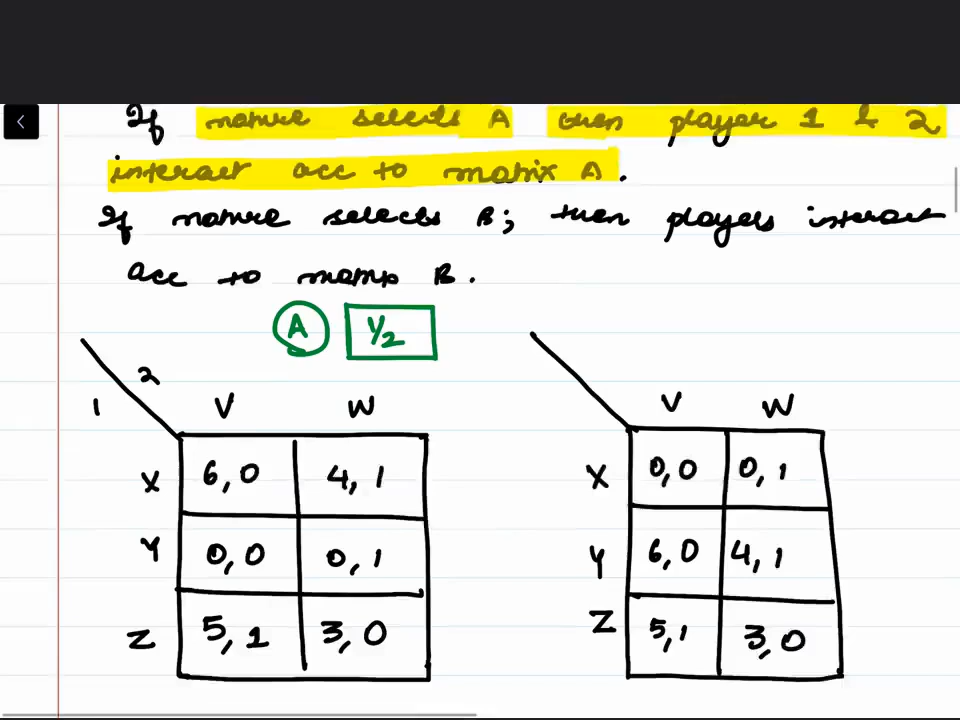 If nature selects A then player 1 & 2
interact acc to matrix A.
If nature selects B; then players interact
acc to matrix B.
A 1/2
2
1
V W
X 6, 0 4, 1
Y 0, 0 0, 1
Z 5, 1 3, 0
V W
X 0, 0 0, 1
Y 6, 0 4, 1
Z 5, 1 3, 0